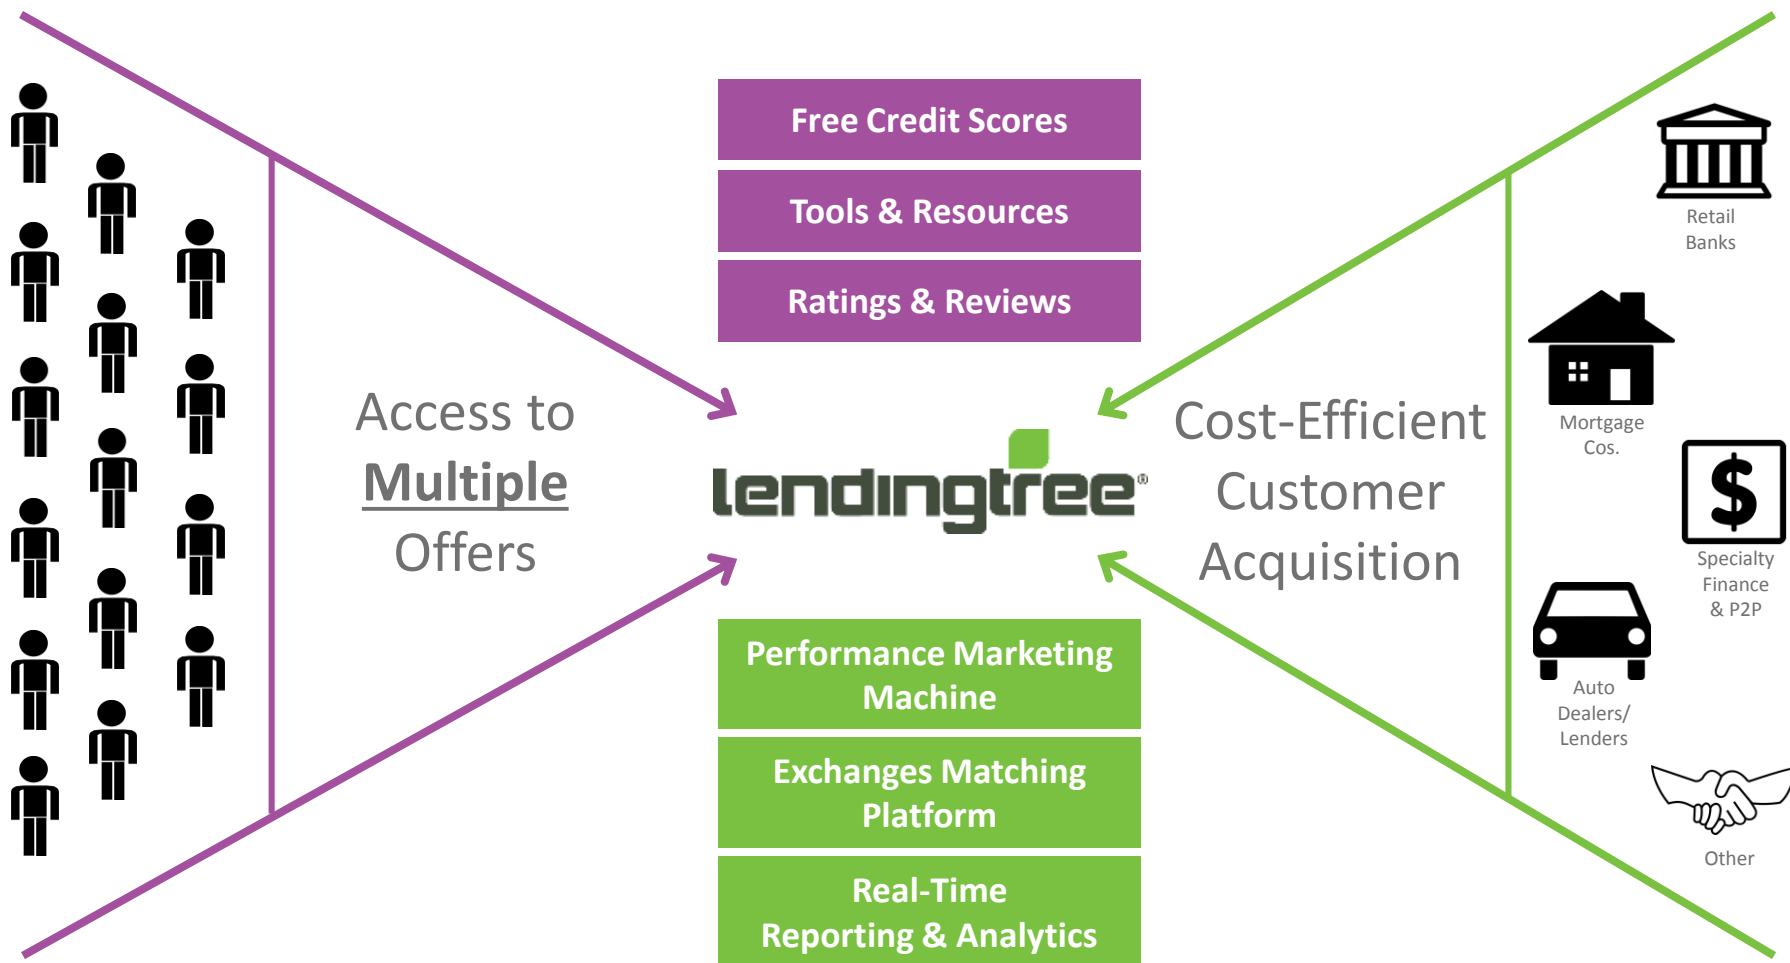 Free Credit Scores
Tools & Resources
Ratings & Reviews
Access to
Multiple
Offers
lendingtree®
Cost-Efficient
Customer
Acquisition
Performance Marketing
Machine
Exchanges Matching
Platform
Real-Time
Reporting & Analytics
Retail
Banks
Mortgage
Cos.
$
Specialty
Finance
& P2P
Auto
Dealers/
Lenders
Other